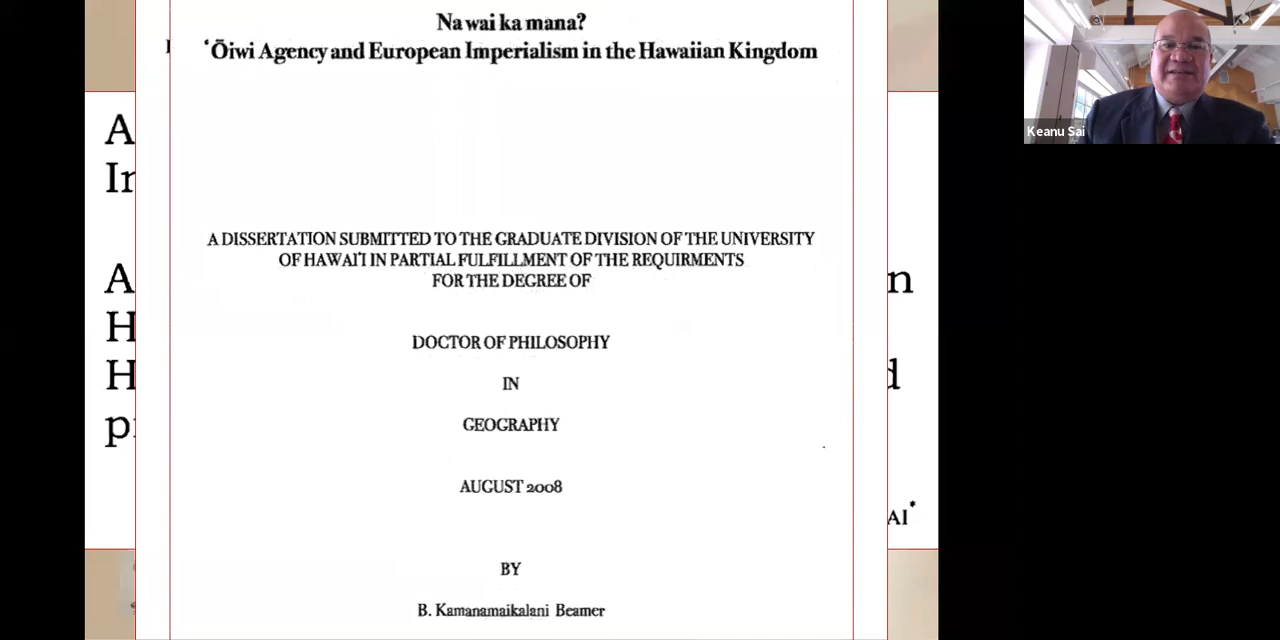 Na wai ka mana?
ʻŌiwi Agency and European Imperialism in the Hawaiian Kingdom
A DISSERTATION SUBMITTED TO THE GRADUATE DIVISION OF THE UNIVERSITY
OF HAWAI'I IN PARTIAL FULFILLMENT OF THE REQUIRMENTS
FOR THE DEGREE OF
DOCTOR OF PHILOSOPHY
IN
GEOGRAPHY
AUGUST 2008
BY
B. Kamanamaikalani Beamer
Keanu Sai